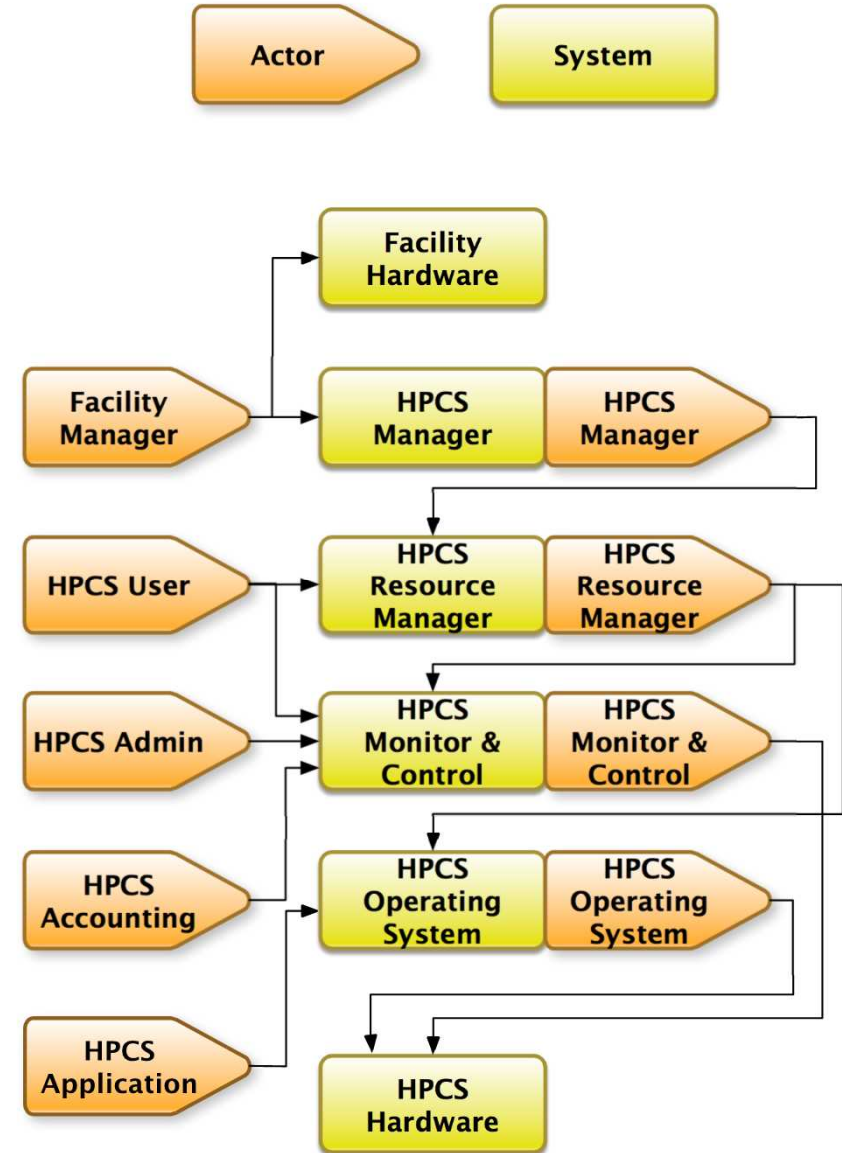 Actor
System
Facility
Hardware
Facility
Manager
HPCS
Manager
HPCS
Manager
HPCS User
HPCS
Resource
Manager
HPCS
Resource
Manager
HPCS Admin
HPCS
Monitor &
Control
HPCS
Monitor &
Control
HPCS
Accounting
HPCS
Operating
System
HPCS
Operating
System
HPCS
Application
HPCS
Hardware